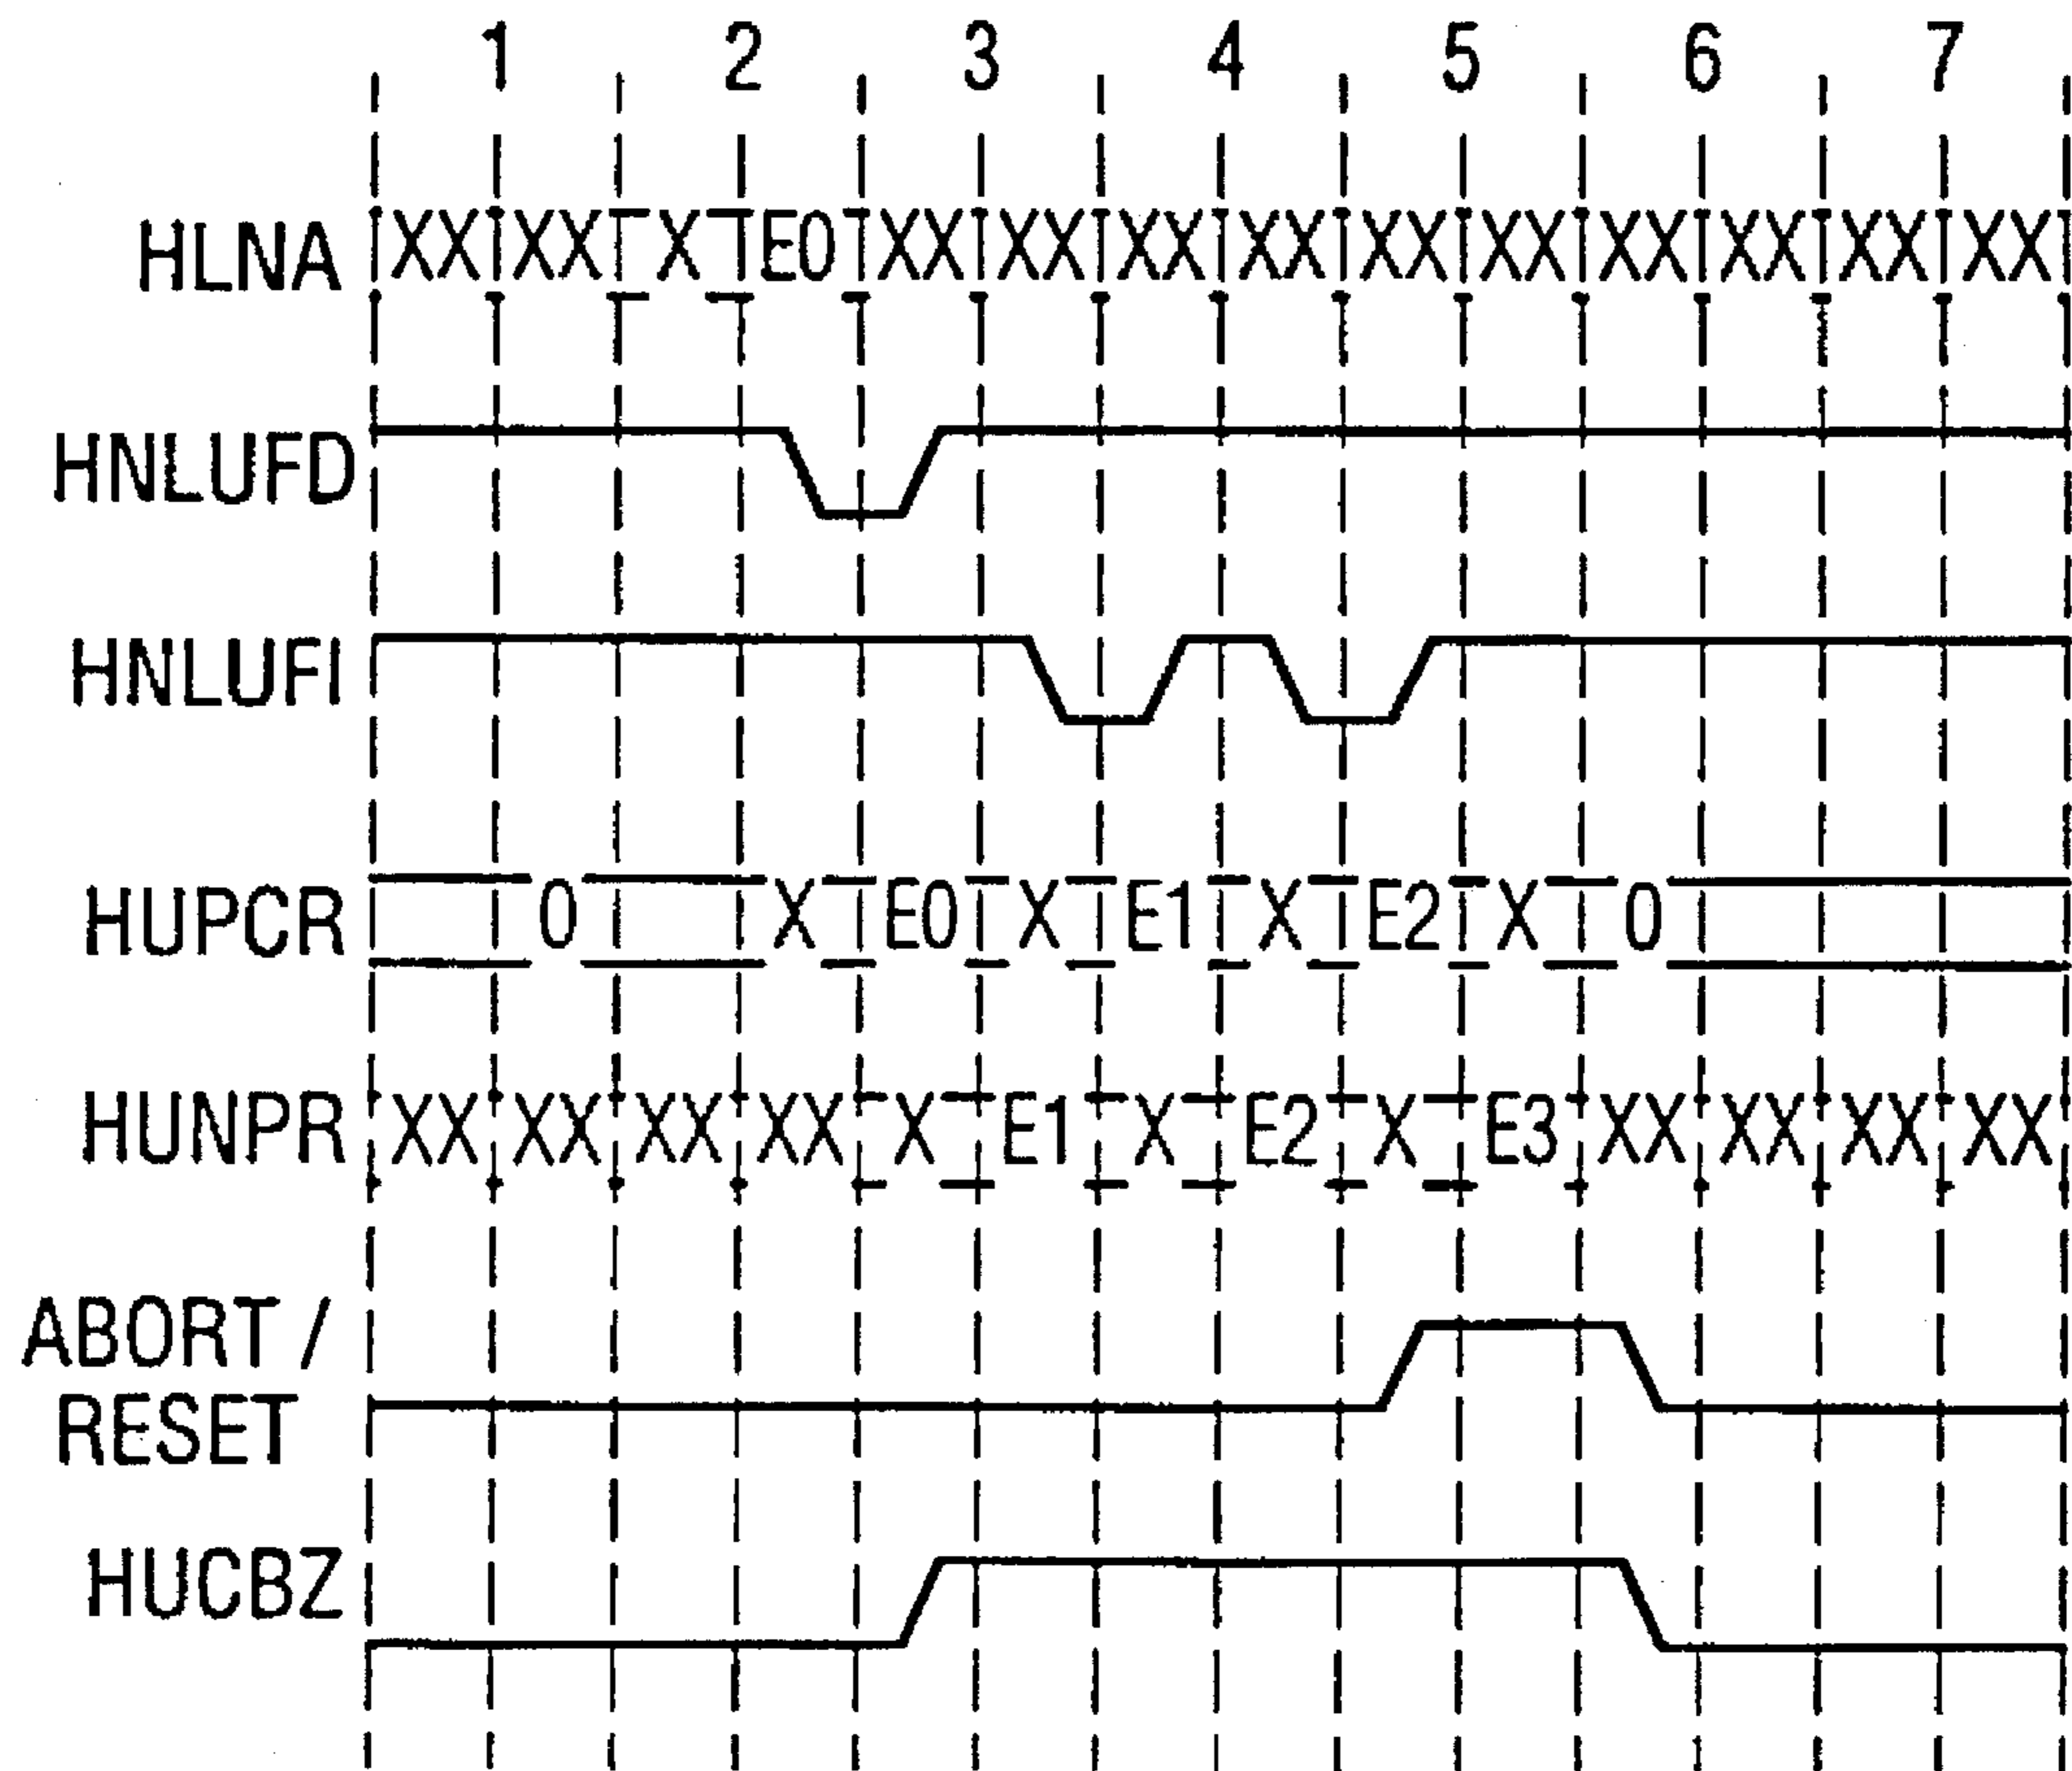 1 2 3 4 5 6 7
HLNA XX XX X E0 XX XX XX XX XX XX XX XX XX XX
HNLUFD
HNLUFI
HUPCR 0 X E0 X E1 X E2 X 0
HUNPR XX XX XX XX X E1 X E2 X E3 XX XX XX XX
ABORT /
RESET
HUCBZ